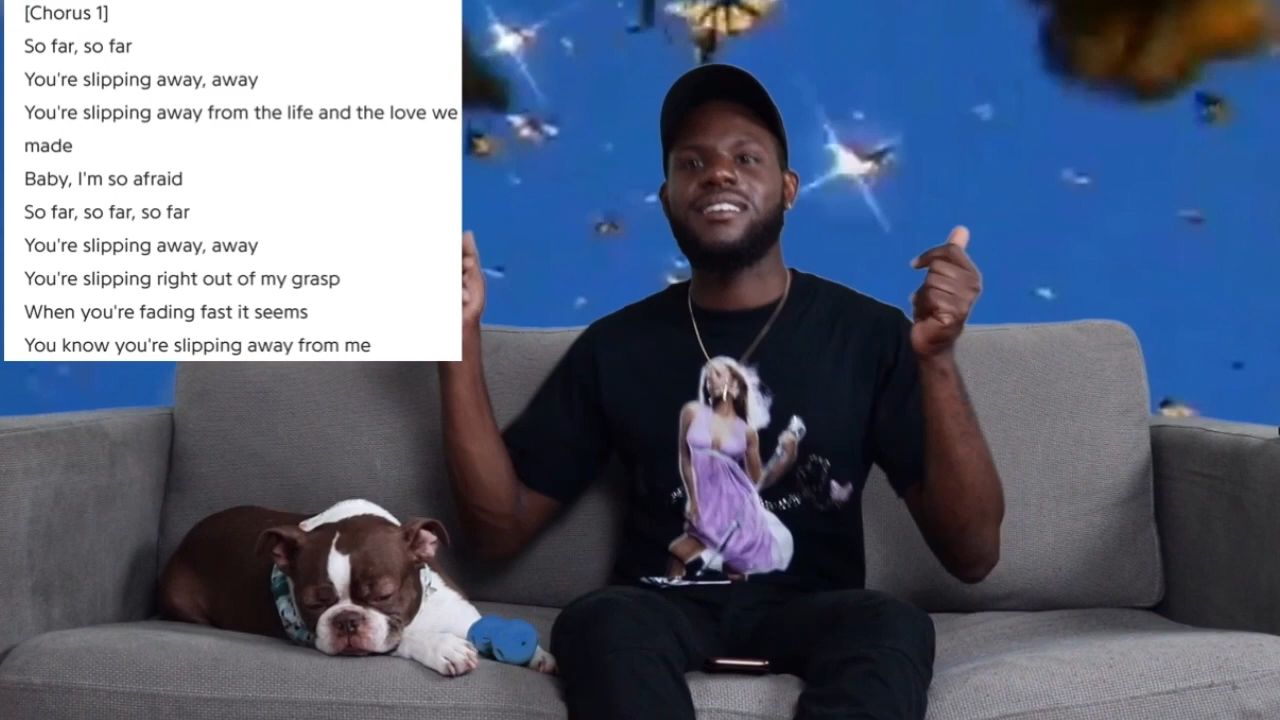 [Chorus 1]
So far, so far
You're slipping away, away
You're slipping away from the life and the love we
made
Baby, I'm so afraid
So far, so far, so far
You're slipping away, away
You're slipping right out of my grasp
When you're fading fast it seems
You know you're slipping away from me